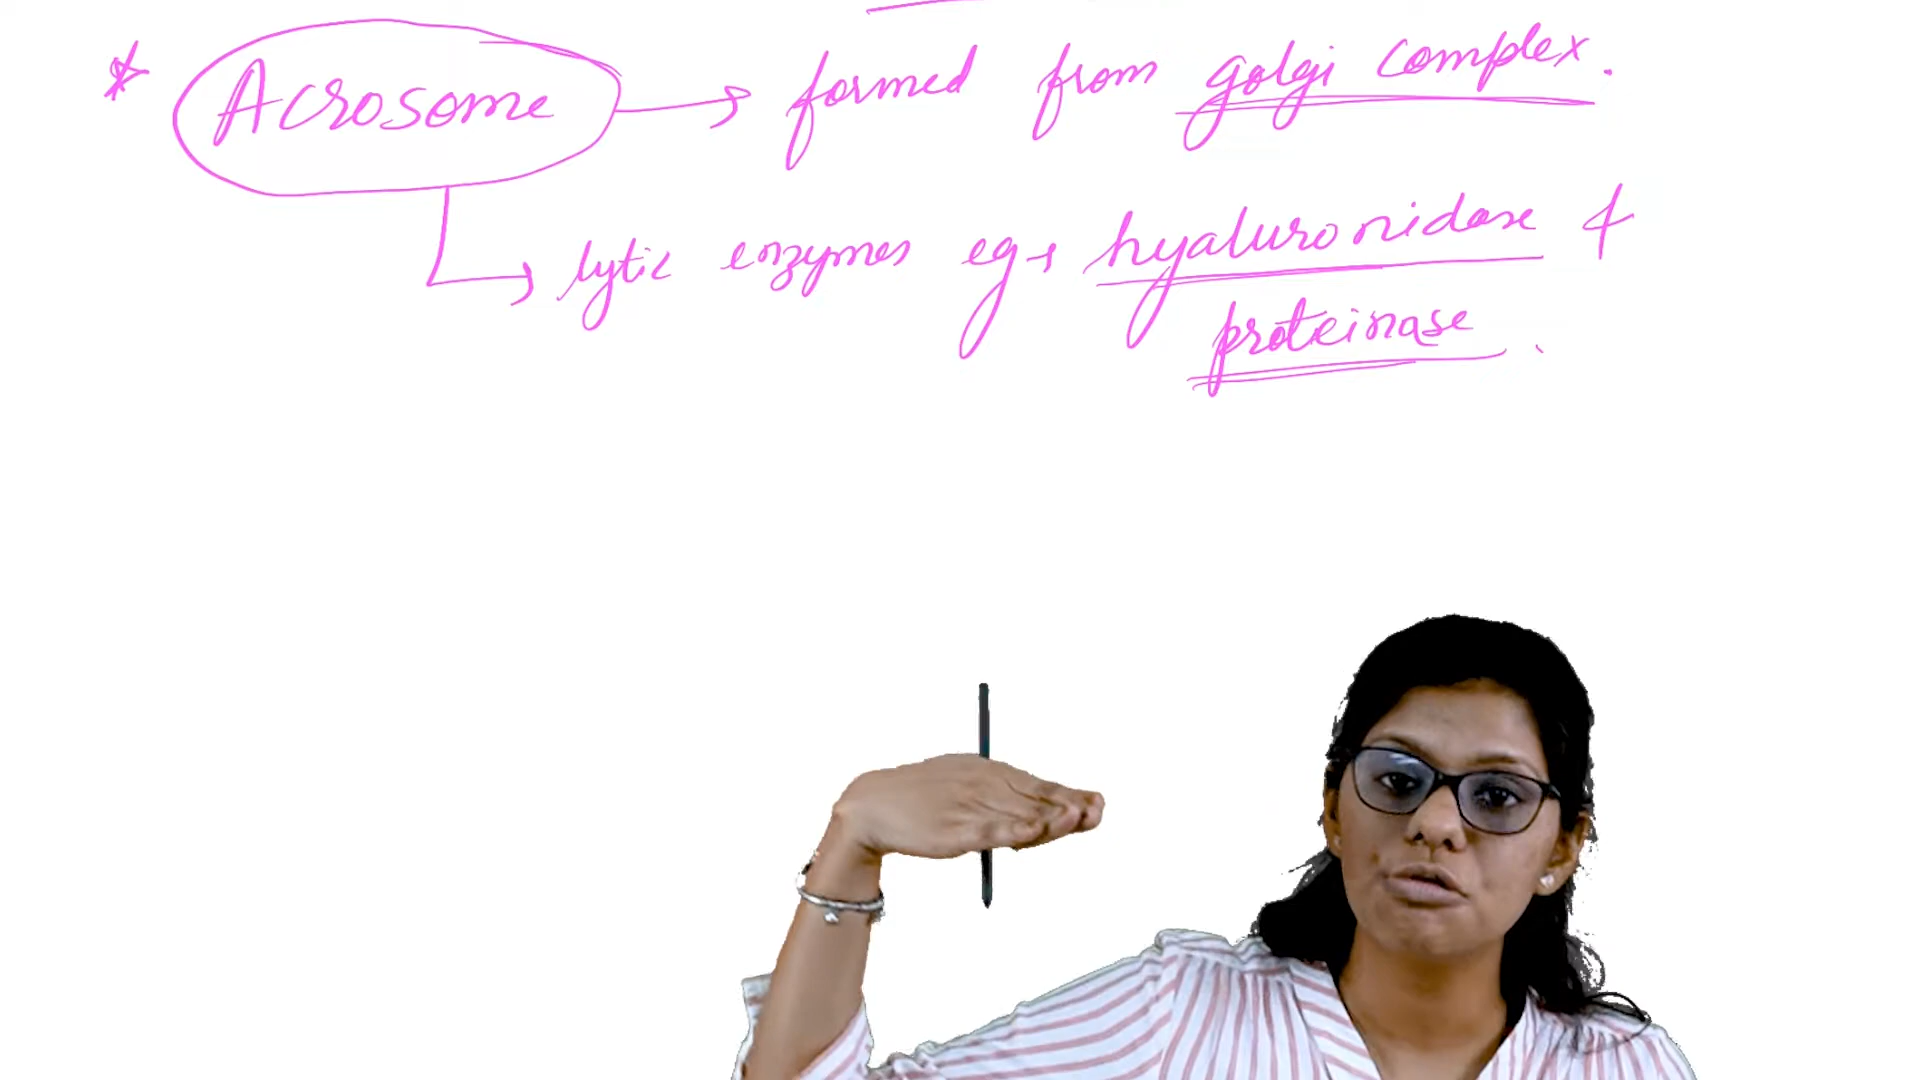 * Acrosome → formed from golgi complex.
↳ lytic enzymes eg → hyaluronidase &
proteinase.